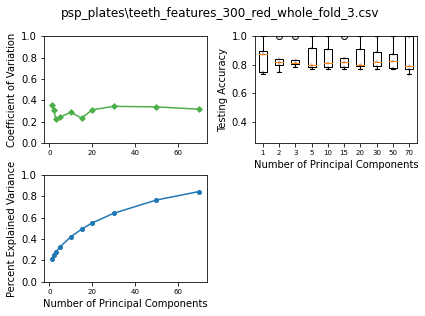 psp_plates\teeth_features_300_red_whole_fold_3.csv
Coefficient of Variation
1.0
0.8
0.6
0.4
0.2
0.0
0 20 40 60
Testing Accuracy
1.0
0.8
0.6
0.4
1 2 3 5 10 15 20 30 50 70
Number of Principal Components
Percent Explained Variance
1.0
0.8
0.6
0.4
0.2
0.0
0 20 40 60
Number of Principal Components